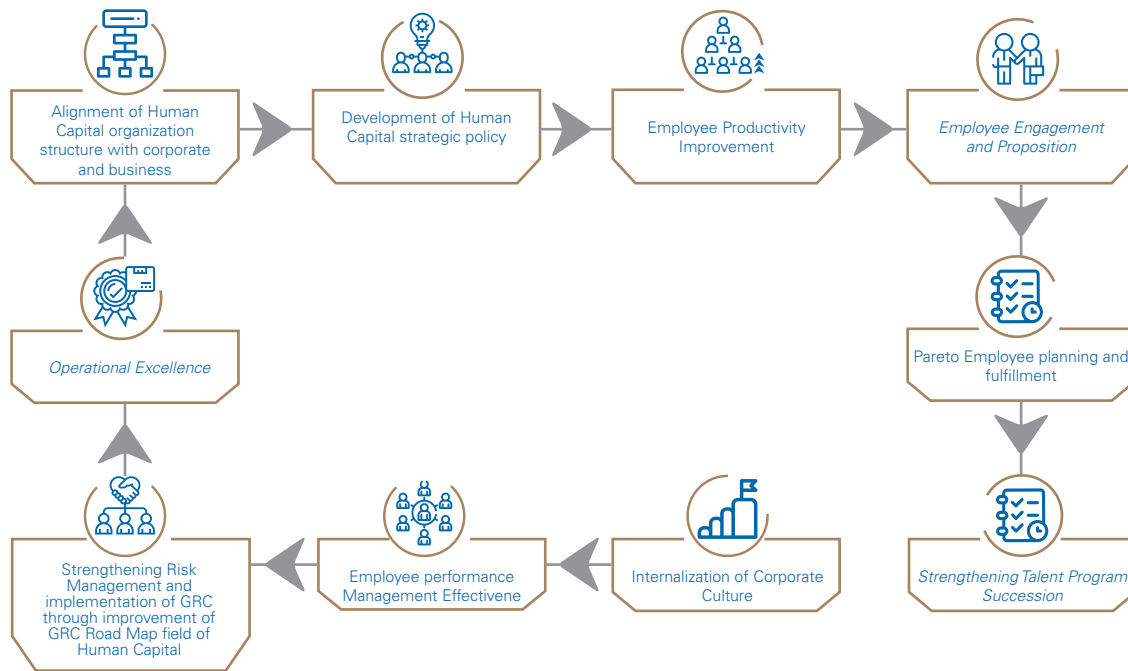 Alignment of Human
Capital organization
structure with corporate
and business
Development of Human
Capital strategic policy
Employee Productivity
Improvement
Employee Engagement
and Proposition
Pareto Employee planning and
fulfillment
Strengthening Talent Program
Succession
Internalization of Corporate
Culture
Employee performance
Management Effectivene
Strengthening Risk
Management and
implementation of GRC
through improvement of
GRC Road Map field of
Human Capital
Operational Excellence